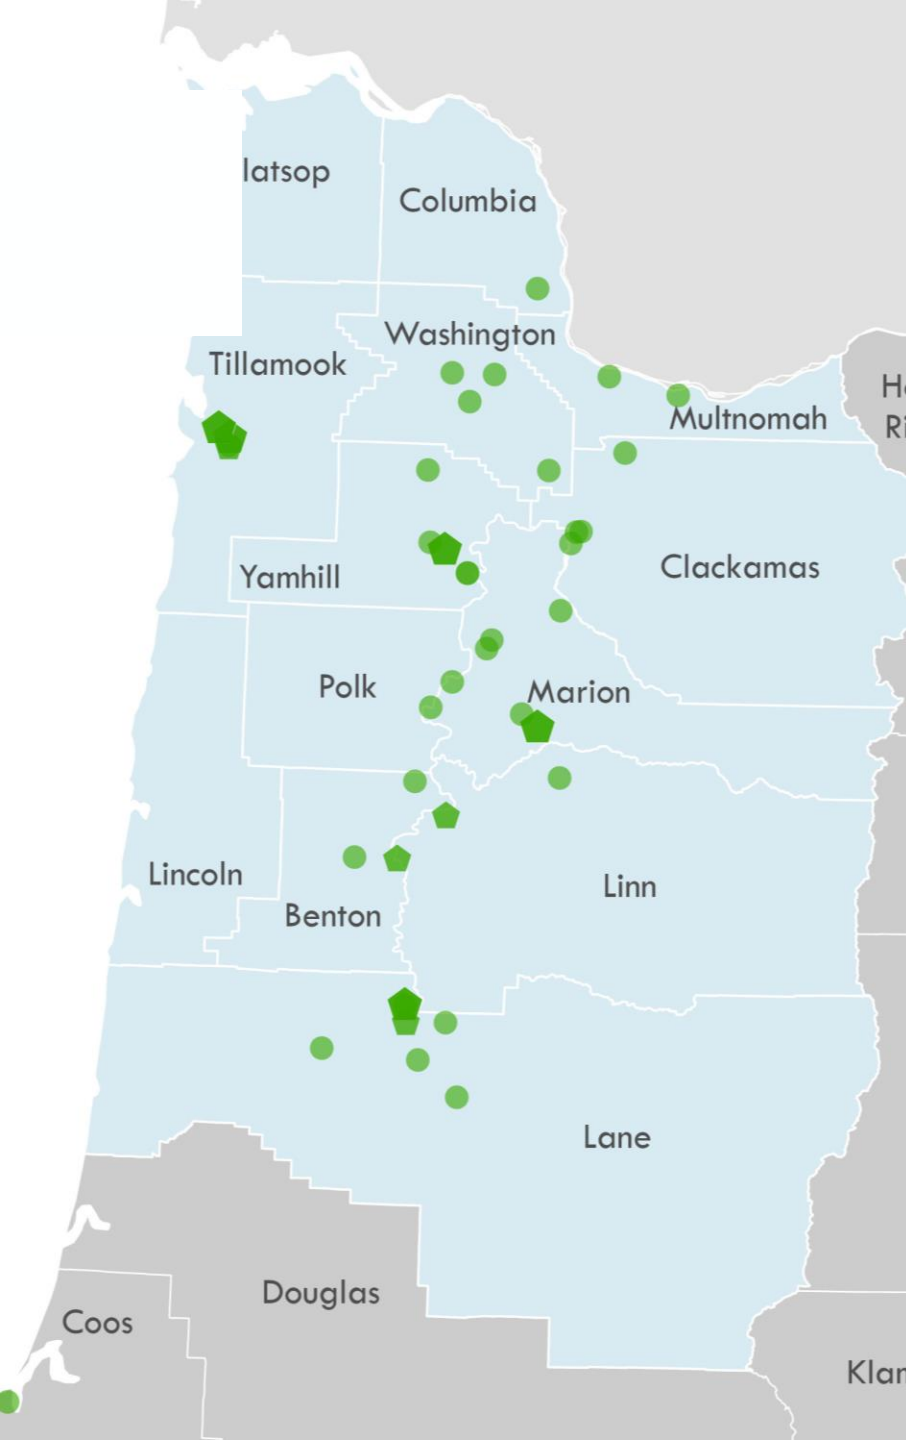 latsop
Columbia
Washington
Tillamook
Multnomah
Clackamas
Yamhill
Polk
Marion
Lincoln
Linn
Benton
Lane
Douglas
Coos